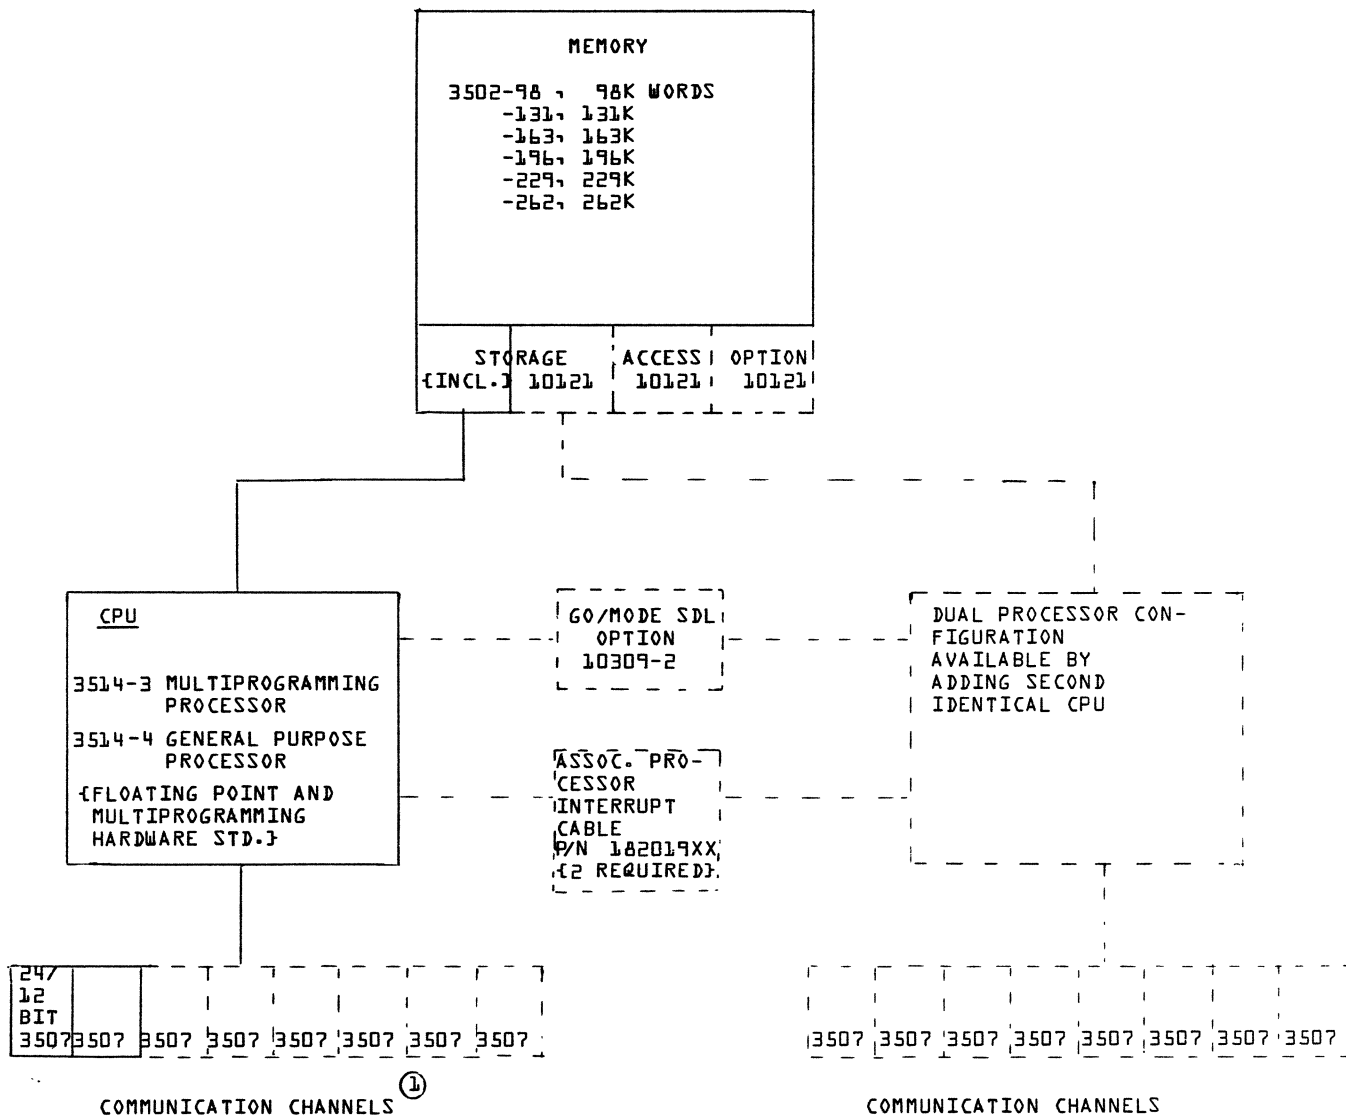 MEMORY
3502-98 , 98K WORDS
-131, 131K
-163, 163K
-196, 196K
-229, 229K
-262, 262K
STORAGE ACCESS OPTION
{INCL.} 10121 10121 10121
CPU
3514-3 MULTIPROGRAMMING
PROCESSOR
3514-4 GENERAL PURPOSE
PROCESSOR
{FLOATING POINT AND
MULTIPROGRAMMING
HARDWARE STD.}
GO/MODE SDL
OPTION
10309-2
ASSOC. PRO-
CESSOR
INTERRUPT
CABLE
P/N 182019XX
{2 REQUIRED}
DUAL PROCESSOR CON-
FIGURATION
AVAILABLE BY
ADDING SECOND
IDENTICAL CPU
24/
12
BIT
3507 3507 3507 3507 3507 3507 3507 3507
COMMUNICATION CHANNELS ①
3507 3507 3507 3507 3507 3507 3507 3507
COMMUNICATION CHANNELS